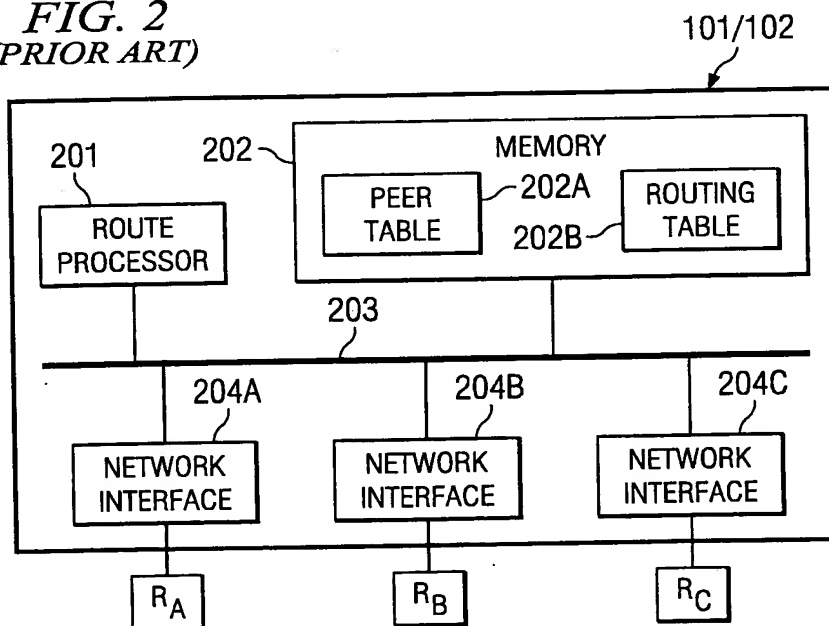 FIG. 2
(PRIOR ART)
101/102
201
202
MEMORY
ROUTE
PROCESSOR
PEER
TABLE
202A
202B
ROUTING
TABLE
203
204A
204B
204C
NETWORK
INTERFACE
NETWORK
INTERFACE
NETWORK
INTERFACE
RA
RB
RC